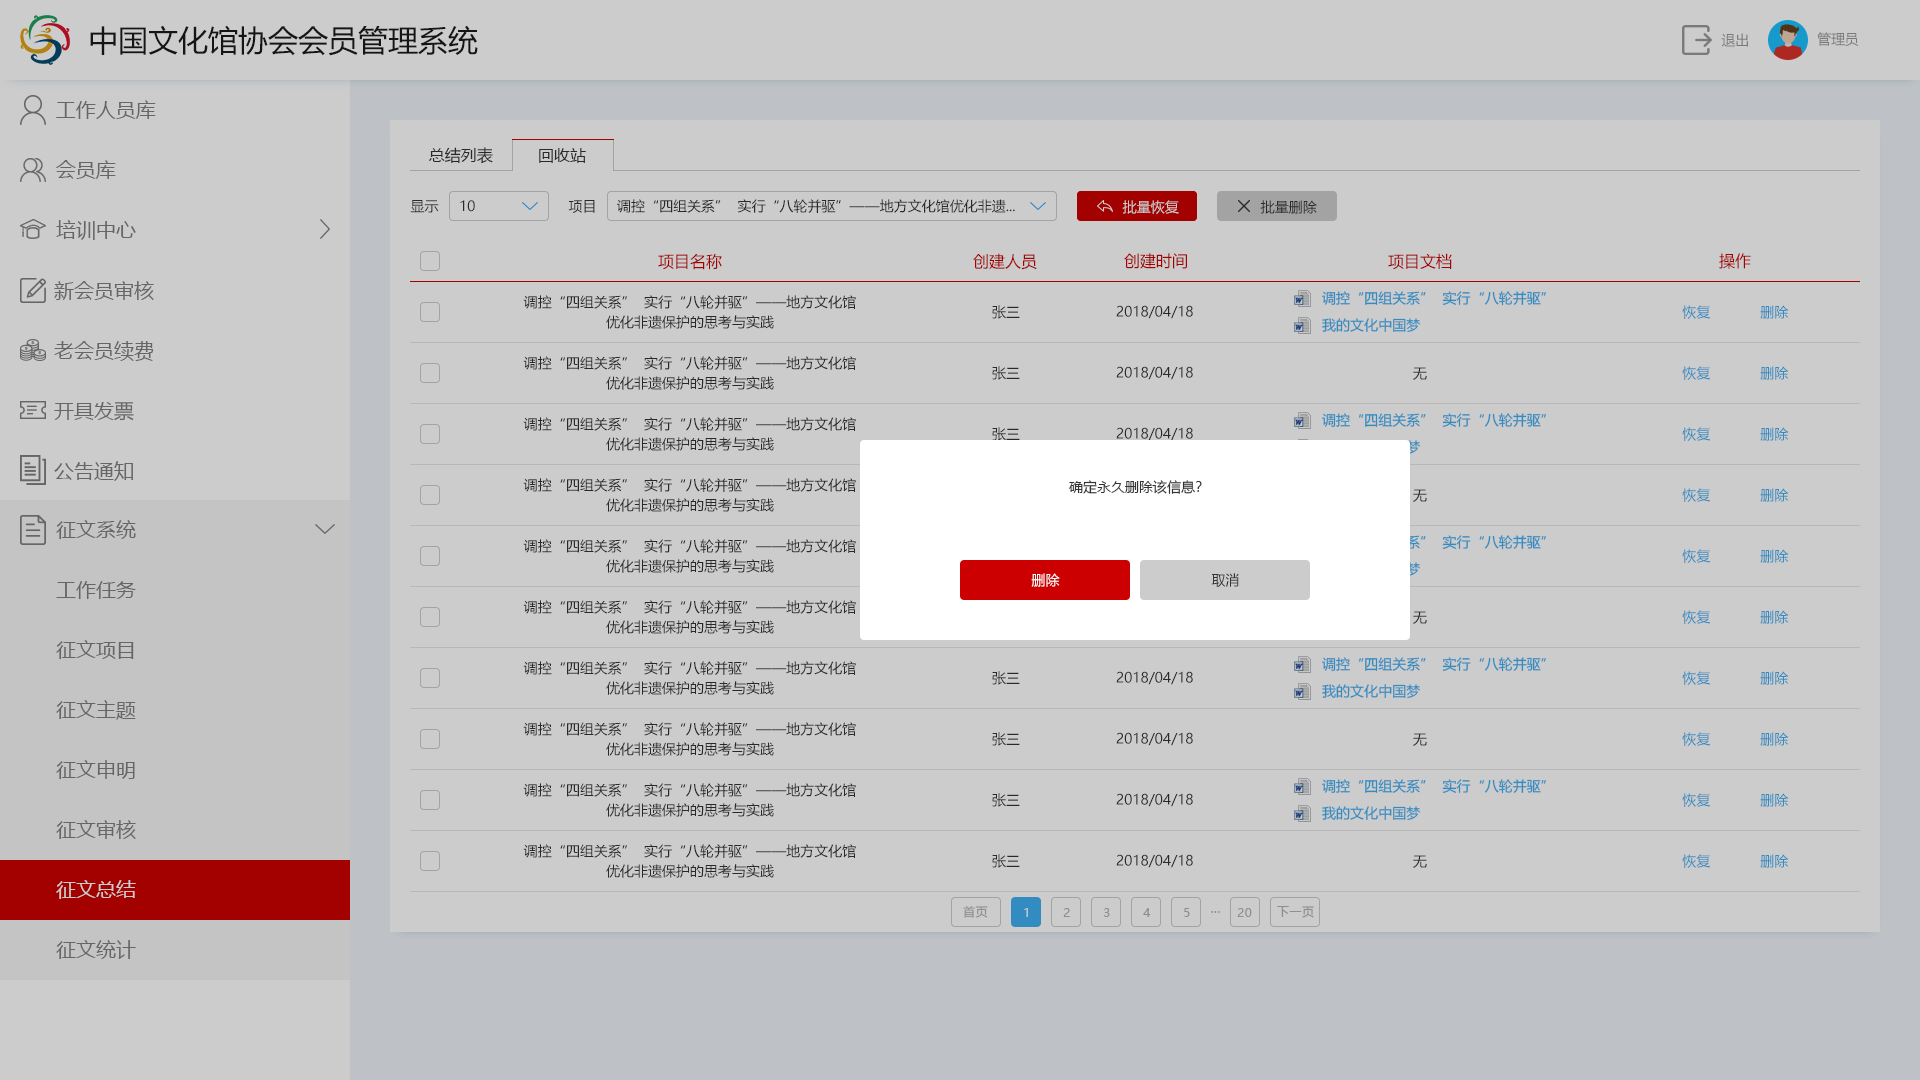 中国文化馆协会会员管理系统
退出
管理员
工作人员库
会员库
培训中心
新会员审核
老会员续费
开具发票
公告通知
征文系统
工作任务
征文项目
征文主题
征文申明
征文审核
征文总结
征文统计
总结列表
回收站
显示 10 项目 调控“四组关系” 实行“八轮并驱”——地方文化馆优化非遗... 批量恢复 批量删除
项目名称 创建人员 创建时间 项目文档 操作
调控“四组关系” 实行“八轮并驱”——地方文化馆
优化非遗保护的思考与实践
张三 2018/04/18
调控“四组关系” 实行“八轮并驱”
我的文化中国梦
恢复 删除
调控“四组关系” 实行“八轮并驱”——地方文化馆
优化非遗保护的思考与实践
张三 2018/04/18 无 恢复 删除
调控“四组关系” 实行“八轮并驱”——地方文化馆
优化非遗保护的思考与实践
张三 2018/04/18
调控“四组关系” 实行“八轮并驱”
梦
恢复 删除
调控“四组关系” 实行“八轮并驱”——地方文化馆
优化非遗保护的思考与实践
无 恢复 删除
调控“四组关系” 实行“八轮并驱”——地方文化馆
优化非遗保护的思考与实践
系” 实行“八轮并驱”
梦
恢复 删除
调控“四组关系” 实行“八轮并驱”——地方文化馆
优化非遗保护的思考与实践
无 恢复 删除
调控“四组关系” 实行“八轮并驱”——地方文化馆
优化非遗保护的思考与实践
张三 2018/04/18
调控“四组关系” 实行“八轮并驱”
我的文化中国梦
恢复 删除
调控“四组关系” 实行“八轮并驱”——地方文化馆
优化非遗保护的思考与实践
张三 2018/04/18 无 恢复 删除
调控“四组关系” 实行“八轮并驱”——地方文化馆
优化非遗保护的思考与实践
张三 2018/04/18
调控“四组关系” 实行“八轮并驱”
我的文化中国梦
恢复 删除
调控“四组关系” 实行“八轮并驱”——地方文化馆
优化非遗保护的思考与实践
张三 2018/04/18 无 恢复 删除
首页 1 2 3 4 5 ... 20 下一页
确定永久删除该信息?
删除 取消